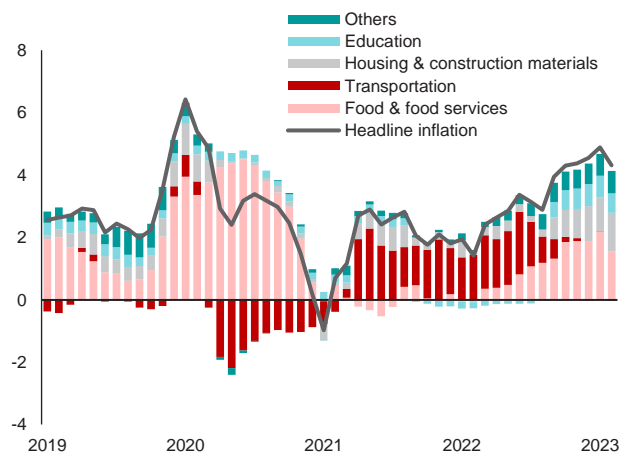 8
Others
Education
Housing & construction materials
6
Transportation
Food & food services
Headline inflation
4
2
0
-2
-4
2019 2020 2021 2022 2023